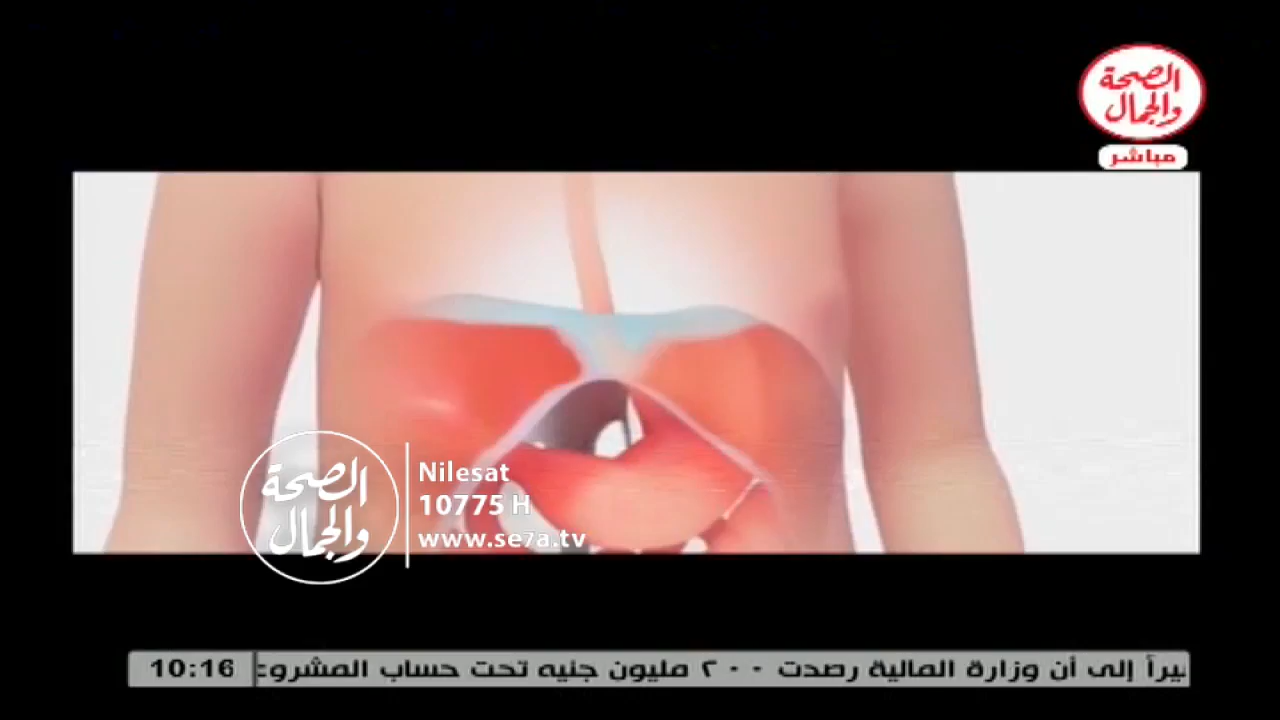 الصحة
والجمال
مباشر
الصحة
والجمال
Nilesat
10775 H
www.se7a.tv
10:16
يراً إلى أن وزارة المالية رصدت ٢٠٠ مليون جنيه تحت حساب المشروع